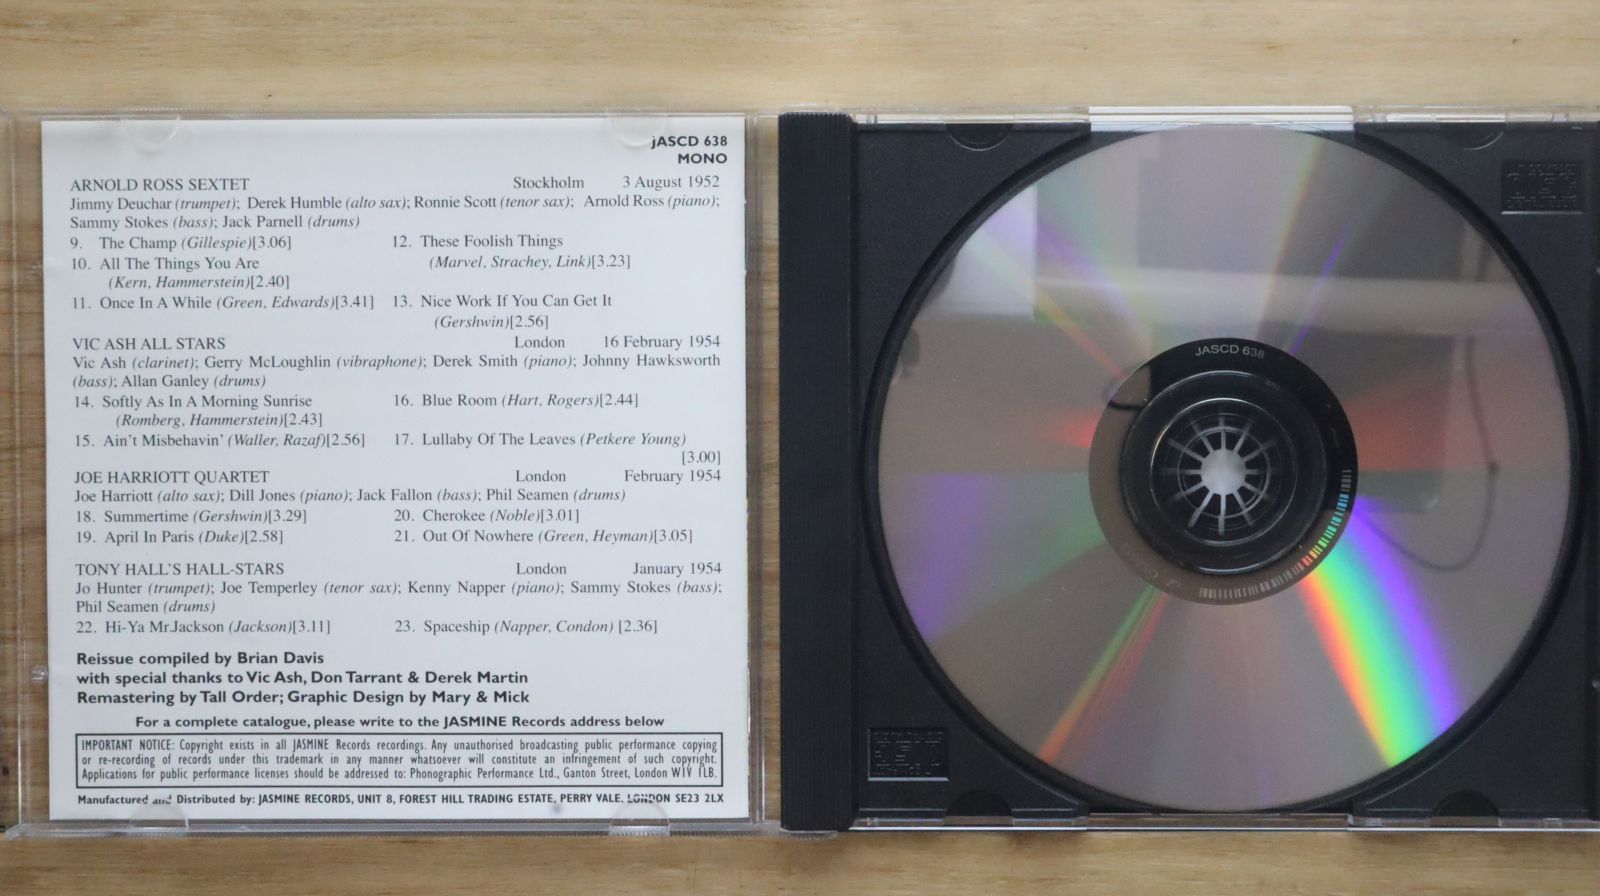 JASCD 638
MONO
ARNOLD ROSS SEXTET Stockholm 3 August 1952
Jimmy Deuchar (trumpet); Derek Humble (alto sax); Ronnie Scott (tenor sax); Arnold Ross (piano);
Sammy Stokes (bass); Jack Parnell (drums)
9. The Champ (Gillespie)[3.06]
10. All The Things You Are
(Kern, Hammerstein)[2.40]
11. Once In A While (Green, Edwards)[3.41]
12. These Foolish Things
(Marvel, Strachey, Link)[3.23]
13. Nice Work If You Can Get It
(Gershwin)[2.56]
VIC ASH ALL STARS London 16 February 1954
Vic Ash (clarinet); Gerry McLoughlin (vibraphone); Derek Smith (piano); Johnny Hawksworth
(bass); Allan Ganley (drums)
14. Softly As In A Morning Sunrise
(Romberg, Hammerstein)[2.43]
15. Ain't Misbehavin' (Waller, Razaf)[2.56]
16. Blue Room (Hart, Rogers)[2.44]
17. Lullaby Of The Leaves (Petkere Young)
[3.00]
JOE HARRIOTT QUARTET London February 1954
Joe Harriott (alto sax); Dill Jones (piano); Jack Fallon (bass); Phil Seamen (drums)
18. Summertime (Gershwin)[3.29]
19. April In Paris (Duke)[2.58]
20. Cherokee (Noble)[3.01]
21. Out Of Nowhere (Green, Heyman)[3.05]
TONY HALL'S HALL-STARS London January 1954
Jo Hunter (trumpet); Joe Temperley (tenor sax); Kenny Napper (piano); Sammy Stokes (bass);
Phil Seamen (drums)
22. Hi-Ya Mr.Jackson (Jackson)[3.11]
23. Spaceship (Napper, Condon) [2.36]
Reissue compiled by Brian Davis
with special thanks to Vic Ash, Don Tarrant & Derek Martin
Remastering by Tall Order; Graphic Design by Mary & Mick
For a complete catalogue, please write to the JASMINE Records address below
IMPORTANT NOTICE: Copyright exists in all JASMINE Records recordings. Any unauthorised broadcasting public performance copying
or re-recording of records under this trademark in any manner whatsoever will constitute an infringement of such copyright.
Applications for public performance licenses should be addressed to: Phonographic Performance Ltd., Ganton Street, London W1V 1LB.
Manufactured and Distributed by: JASMINE RECORDS, UNIT 8, FOREST HILL TRADING ESTATE, PERRY VALE. LONDON SE23 2LX
JASCD 638